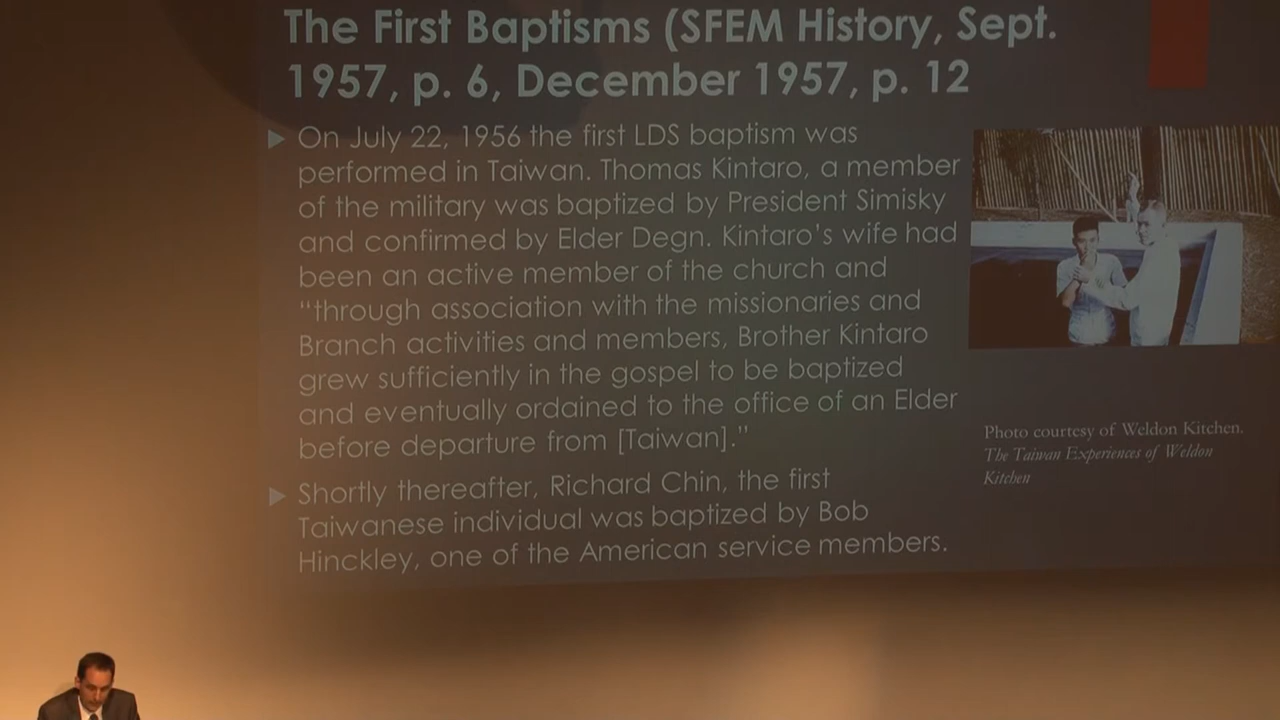 The First Baptisms (SFEM History, Sept.
1957, p. 6, December 1957, p. 12
On July 22, 1956 the first LDS baptism was
performed in Taiwan. Thomas Kintaro, a member
of the military was baptized by President Simisky
and confirmed by Elder Degn. Kintaro's wife had
been an active member of the church and
“through association with the missionaries and
Branch activities and members, Brother Kintaro
grew sufficiently in the gospel to be baptized
and eventually ordained to the office of an Elder
before departure from [Taiwan].”
Shortly thereafter, Richard Chin, the first
Taiwanese individual was baptized by Bob
Hinckley, one of the American service members.
Photo courtesy of Weldon Kitchen.
The Taiwan Experiences of Weldon
Kitchen